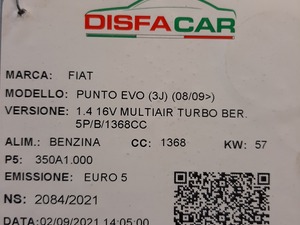 DISFACAR
MARCA: FIAT
MODELLO: PUNTO EVO (3J) (08/09>)
VERSIONE: 1.4 16V MULTIAIR TURBO BER.
5P/B/1368CC
ALIM.: BENZINA CC: 1368 KW: 57
P5: 350A1.000
EMISSIONE: EURO 5
NS: 2084/2021
DATA:02/09/2021 14:05:00